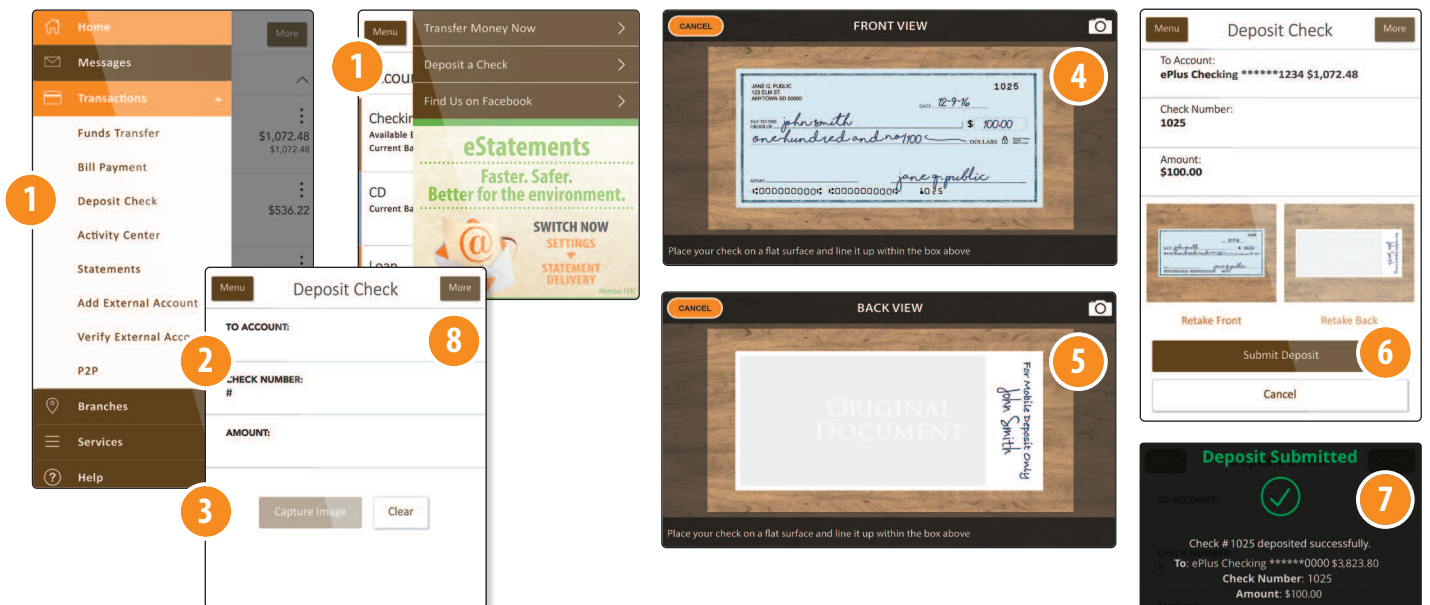 Home
More
Messages
Transactions
Funds Transfer
$1,072.48
$1,072.48
Bill Payment
1
Deposit Check
$536.22
Activity Center
Statements
Add External Account
Verify External Acco
P2P
Branches
Services
Help
Menu
Transfer Money Now
1
Deposit a Check
Find Us on Facebook
Checkin
Available B
Current Ba
CD
Current Ba
Loan
eStatements
Faster. Safer.
Better for the environment.
@
SWITCH NOW
SETTINGS
STATEMENT
DELIVERY
Member FDIC
Menu
Deposit Check
More
TO ACCOUNT:
8
2
CHECK NUMBER:
#
AMOUNT:
3
Capture Image
Clear
CANCEL
FRONT VIEW
4
JANE Q. PUBLIC
123 ELM ST.
ANYTOWN SD 00000
1025
DATE 12-9-16
PAY TO THE
ORDER OF john smith $ 100.00
one hundred and no/100 DOLLARS
MEMO jane q. public
⑆000000000⑆ ⑆000000000⑆ 1025
Place your check on a flat surface and line it up within the box above
CANCEL
BACK VIEW
5
ORIGINAL
DOCUMENT
For Mobile Deposit Only
John Smith
Place your check on a flat surface and line it up within the box above
Menu
Deposit Check
More
To Account:
ePlus Checking ******1234 $1,072.48
Check Number:
1025
Amount:
$100.00
Retake Front
Retake Back
Submit Deposit
6
Cancel
Deposit Submitted
7
TO ACCOUNT:
CHECK NUMBER:
#
Check #1025 deposited successfully.
To: ePlus Checking ******0000 $3,823.80
Check Number: 1025
Amount: $100.00